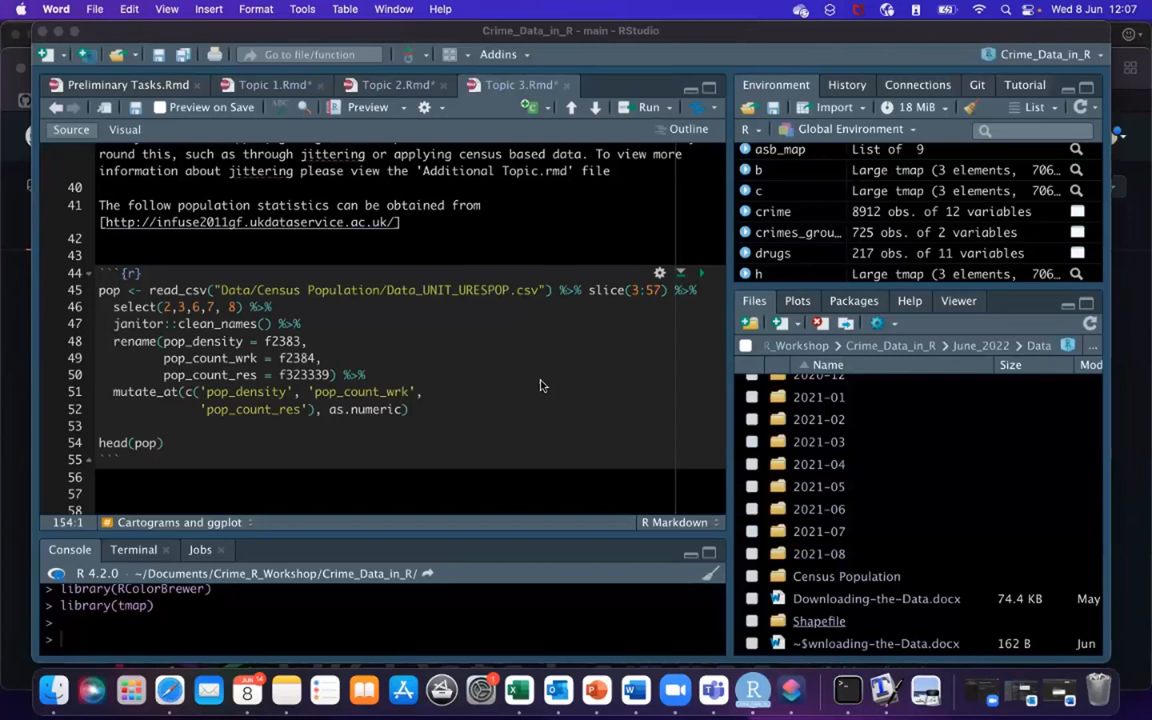 Word File Edit View Insert Format Tools Table Window Help Wed 8 Jun 12:07
Crime_Data_in_R - main - RStudio
Go to file/function Addins Crime_Data_in_R
Preliminary Tasks.Rmd Topic 1.Rmd* Topic 2.Rmd* Topic 3.Rmd*
Preview on Save Preview Run
Source Visual Outline
round this, such as through jittering or applying census based data. To view more
information about jittering please view the 'Additional Topic.rmd' file
40
41 The follow population statistics can be obtained from
[http://infuse2011gf.ukdataservice.ac.uk/]
42
43
44 ```{r}
45 pop <- read_csv("Data/Census Population/Data_UNIT_URESPOP.csv") %>% slice(3:57) %>%
46 select(2,3,6,7, 8) %>%
47 janitor::clean_names() %>%
48 rename(pop_density = f2383,
49 pop_count_wrk = f2384,
50 pop_count_res = f323339) %>%
51 mutate_at(c('pop_density', 'pop_count_wrk',
52 'pop_count_res'), as.numeric)
53
54 head(pop)
55 ```
56
57
58
154:1 # Cartograms and ggplot R Markdown
Console Terminal Jobs
R 4.2.0 · ~/Documents/Crime_R_Workshop/Crime_Data_in_R/
> library(RColorBrewer)
> library(tmap)
>
>
Environment History Connections Git Tutorial
Import 18 MiB List
R Global Environment
asb_map List of 9
b Large tmap (3 elements, 706…
c Large tmap (3 elements, 706…
crime 8912 obs. of 12 variables
crimes_grou… 725 obs. of 2 variables
drugs 217 obs. of 11 variables
h Large tmap (3 elements, 706…
Files Plots Packages Help Viewer
R_Workshop > Crime_Data_in_R > June_2022 > Data ...
Name Size Mod
2020-12
2021-01
2021-02
2021-03
2021-04
2021-05
2021-06
2021-07
2021-08
Census Population
Downloading-the-Data.docx 74.4 KB May
Shapefile
~$wnloading-the-Data.docx 162 B Jun
JUN 14
8
1